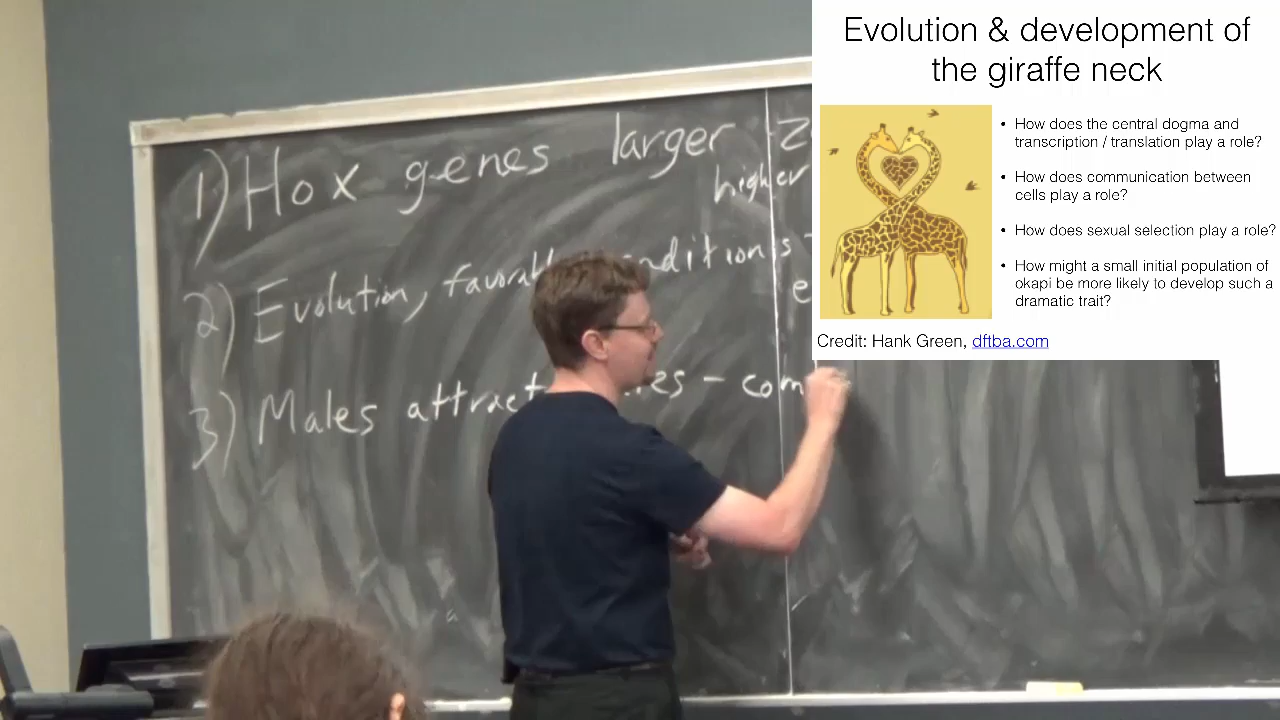 1) Hox genes larger
higher
2) Evolution, conditions
3) Males attract - com
Evolution & development of
the giraffe neck
• How does the central dogma and
transcription / translation play a role?
• How does communication between
cells play a role?
• How does sexual selection play a role?
• How might a small initial population of
okapi be more likely to develop such a
dramatic trait?
Credit: Hank Green, dftba.com